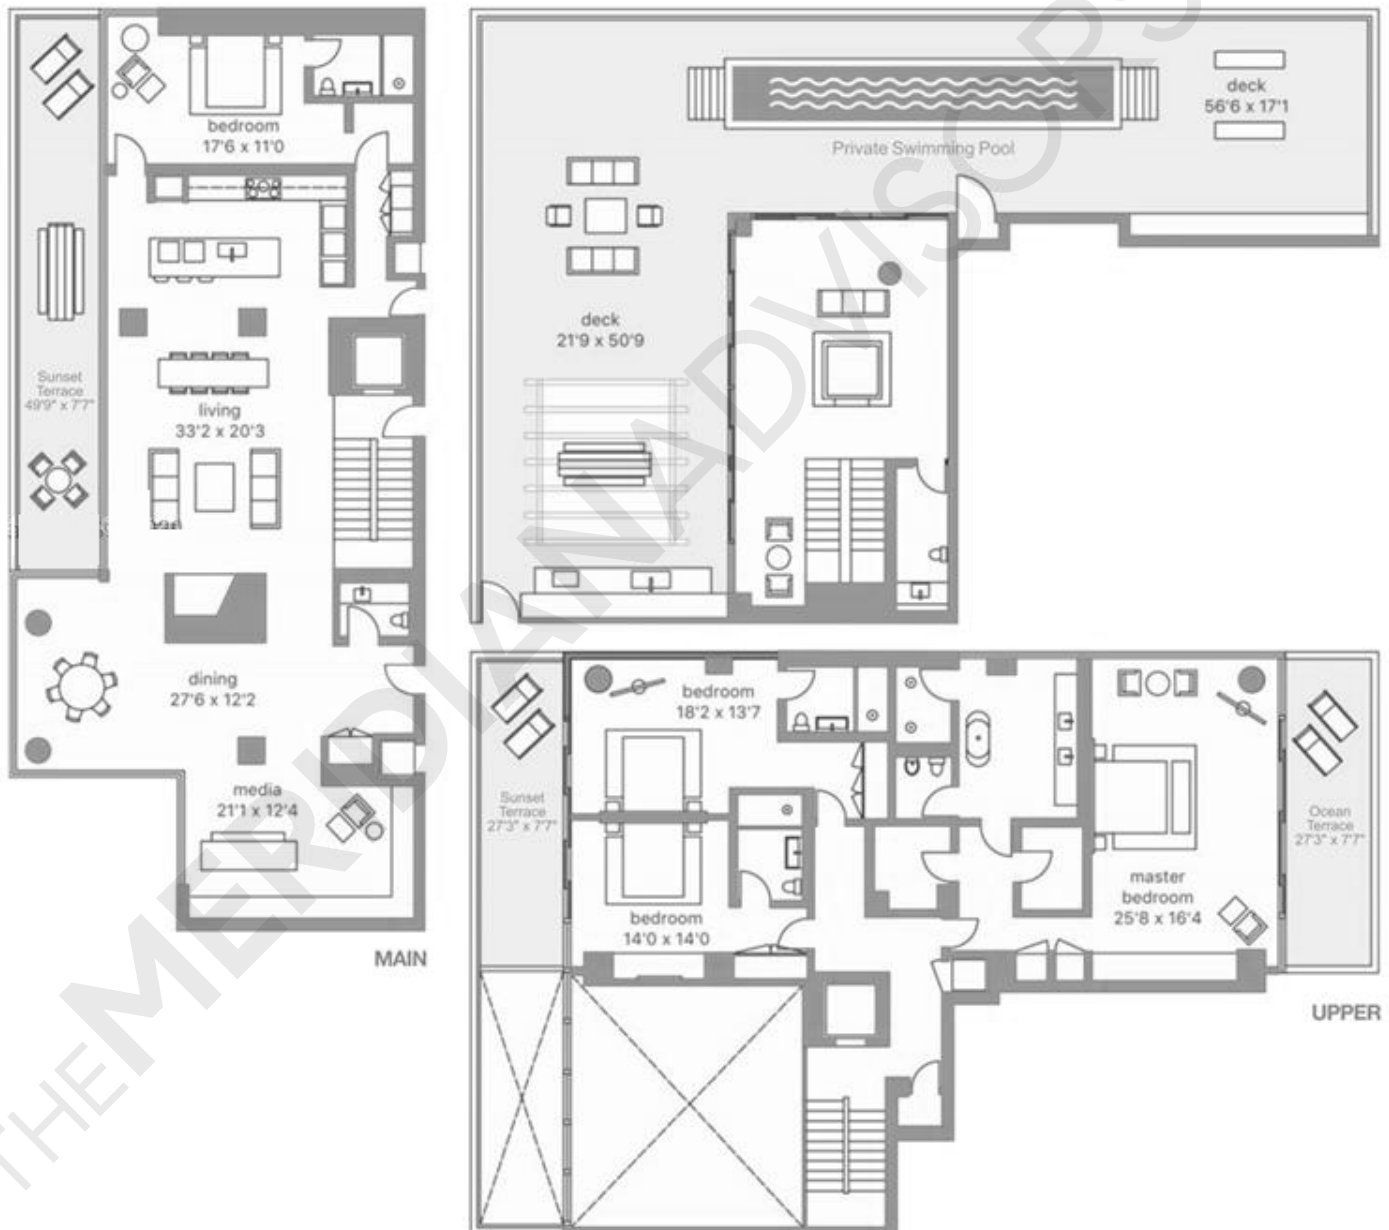 bedroom
17'6 x 11'0
Sunset
Terrace
49'9" x 7'7"
living
33'2 x 20'3
dining
27'6 x 12'2
media
21'1 x 12'4
MAIN
deck
56'6 x 17'1
Private Swimming Pool
deck
21'9 x 50'9
bedroom
18'2 x 13'7
Sunset
Terrace
27'3" x 7'7"
bedroom
14'0 x 14'0
master
bedroom
25'8 x 16'4
Ocean
Terrace
27'3" x 7'7"
UPPER
THEMERIDIANADVISORS